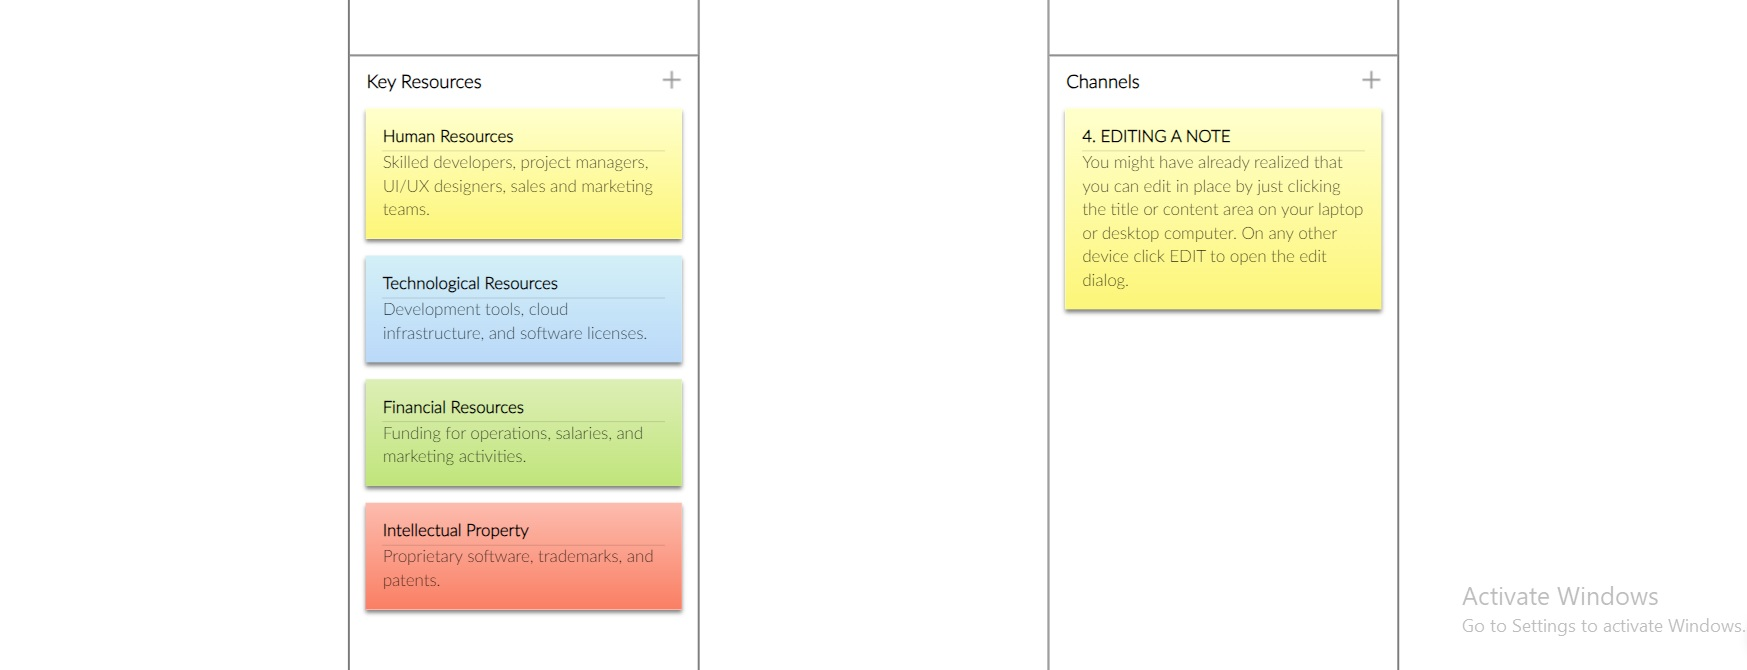 Key Resources
Human Resources
Skilled developers, project managers,
UI/UX designers, sales and marketing
teams.
Technological Resources
Development tools, cloud
infrastructure, and software licenses.
Financial Resources
Funding for operations, salaries, and
marketing activities.
Intellectual Property
Proprietary software, trademarks, and
patents.
Channels
4. EDITING A NOTE
You might have already realized that
you can edit in place by just clicking
the title or content area on your laptop
or desktop computer. On any other
device click EDIT to open the edit
dialog.
Activate Windows
Go to Settings to activate Windows.